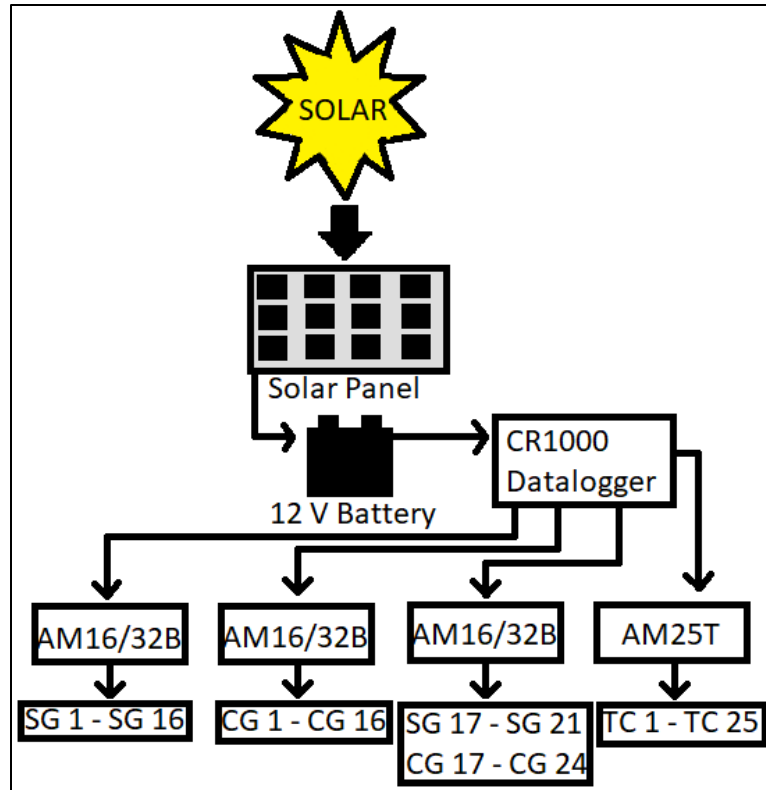 SOLAR
Solar Panel
CR1000
Datalogger
12 V Battery
AM16/32B
AM16/32B
AM16/32B
AM25T
SG 1 - SG 16
CG 1 - CG 16
SG 17 - SG 21
CG 17 - CG 24
TC 1 - TC 25